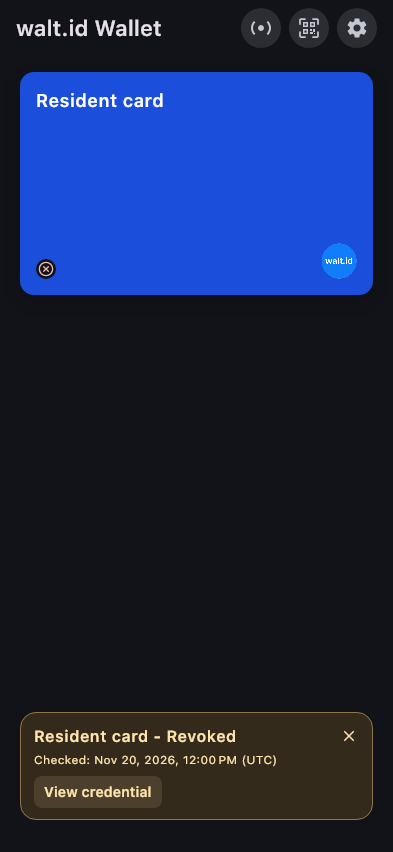 walt.id Wallet
Resident card
walt.id
Resident card - Revoked
Checked: Nov 20, 2026, 12:00 PM (UTC)
View credential